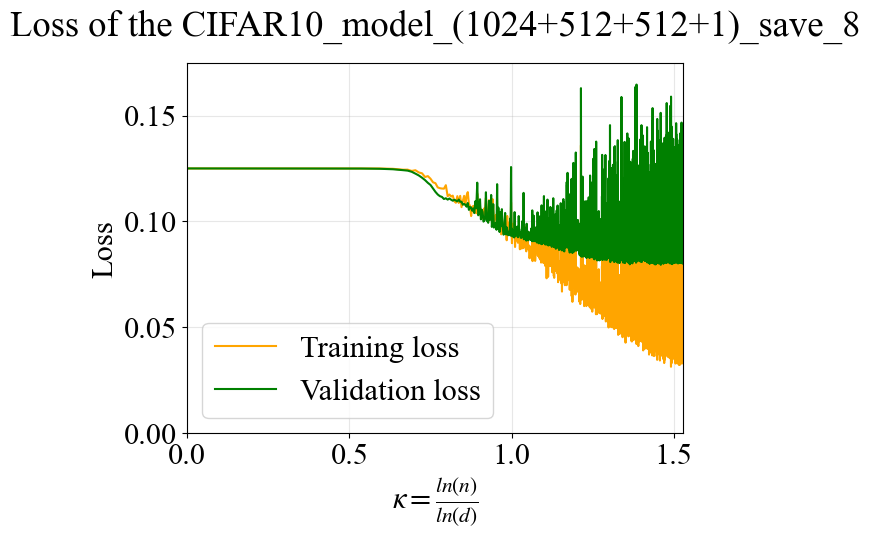 Loss of the CIFAR10_model_(1024+512+512+1)_save_8
0.15
0.10
0.05
0.00
Loss
Training loss
Validation loss
0.0 0.5 1.0 1.5
κ = ln(n)/ln(d)